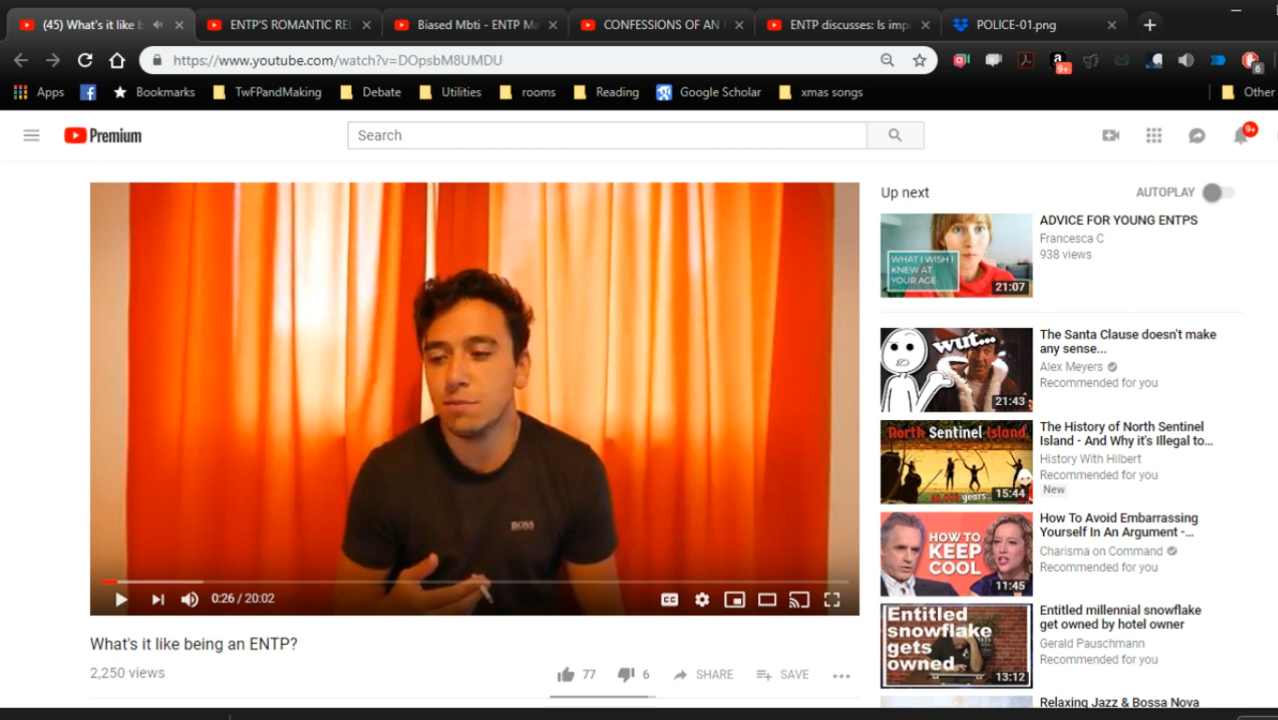 (45) What's it like b
ENTP'S ROMANTIC REL
Biased Mbti - ENTP Ma
CONFESSIONS OF AN
ENTP discusses: Is imp
POLICE-01.png
https://www.youtube.com/watch?v=DOpsbM8UMDU
9+
6
Apps
Bookmarks
TwFPandMaking
Debate
Utilities
rooms
Reading
Google Scholar
xmas songs
Other
Premium
Search
9+
Up next
AUTOPLAY
WHAT I WISH I
KNEW AT
YOUR AGE
21:07
ADVICE FOR YOUNG ENTPS
Francesca C
938 views
wut...
21:43
The Santa Clause doesn't make
any sense...
Alex Meyers
Recommended for you
North Sentinel Island
years
15:44
The History of North Sentinel
Island - And Why it's Illegal to...
History With Hilbert
Recommended for you
New
HOW TO
KEEP
COOL
11:45
How To Avoid Embarrassing
Yourself In An Argument -...
Charisma on Command
Recommended for you
Entitled
snowflake
gets
owned
13:12
Entitled millennial snowflake
get owned by hotel owner
Gerald Pauschmann
Recommended for you
Relaxing Jazz & Bossa Nova
BOSS
0:26 / 20:02
CC
What's it like being an ENTP?
2,250 views
77
6
SHARE
SAVE